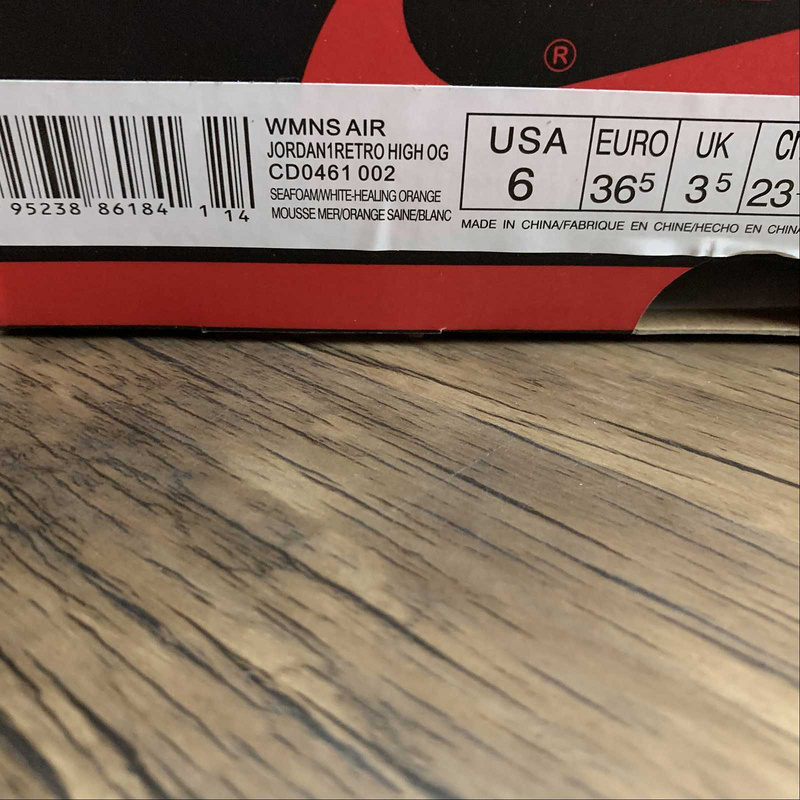 ®
WMNS AIR
JORDAN1RETRO HIGH OG
CD0461 002
SEAFOAM/WHITE-HEALING ORANGE
MOUSSE MER/ORANGE SAINE/BLANC
95238 86184 1 14
USA EURO UK
6 36⁵ 3⁵ 23
MADE IN CHINA/FABRIQUE EN CHINE/HECHO EN CHINA